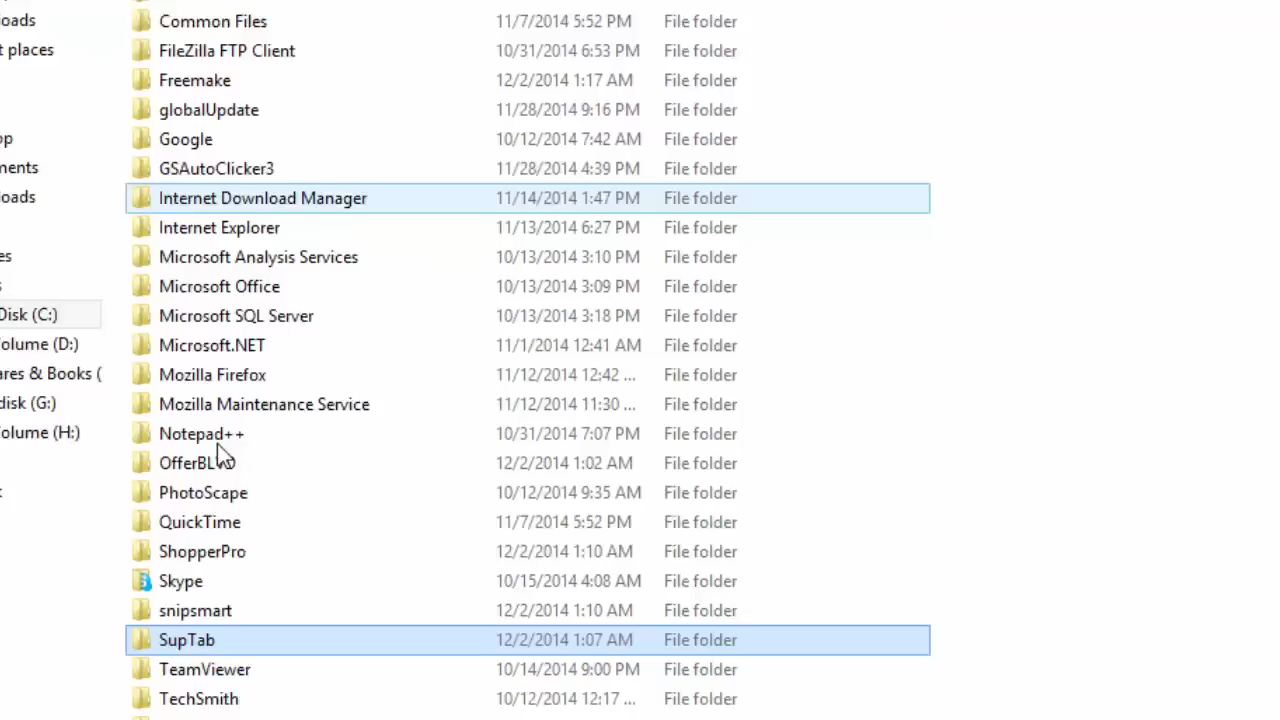 oads
t places
op
ments
oads
es
s
Disk (C:)
olume (D:)
ares & Books (
disk (G:)
olume (H:)
t
Common Files 11/7/2014 5:52 PM File folder
FileZilla FTP Client 10/31/2014 6:53 PM File folder
Freemake 12/2/2014 1:17 AM File folder
globalUpdate 11/28/2014 9:16 PM File folder
Google 10/12/2014 7:42 AM File folder
GSAutoClicker3 11/28/2014 4:39 PM File folder
Internet Download Manager 11/14/2014 1:47 PM File folder
Internet Explorer 11/13/2014 6:27 PM File folder
Microsoft Analysis Services 10/13/2014 3:10 PM File folder
Microsoft Office 10/13/2014 3:09 PM File folder
Microsoft SQL Server 10/13/2014 3:18 PM File folder
Microsoft.NET 11/1/2014 12:41 AM File folder
Mozilla Firefox 11/12/2014 12:42 ... File folder
Mozilla Maintenance Service 11/12/2014 11:30 ... File folder
Notepad++ 10/31/2014 7:07 PM File folder
12/2/2014 1:02 AM File folder
PhotoScape 10/12/2014 9:35 AM File folder
QuickTime 11/7/2014 5:52 PM File folder
ShopperPro 12/2/2014 1:10 AM File folder
Skype 10/15/2014 4:08 AM File folder
snipsmart 12/2/2014 1:10 AM File folder
SupTab 12/2/2014 1:07 AM File folder
TeamViewer 10/14/2014 9:00 PM File folder
TechSmith 10/12/2014 12:17 ... File folder